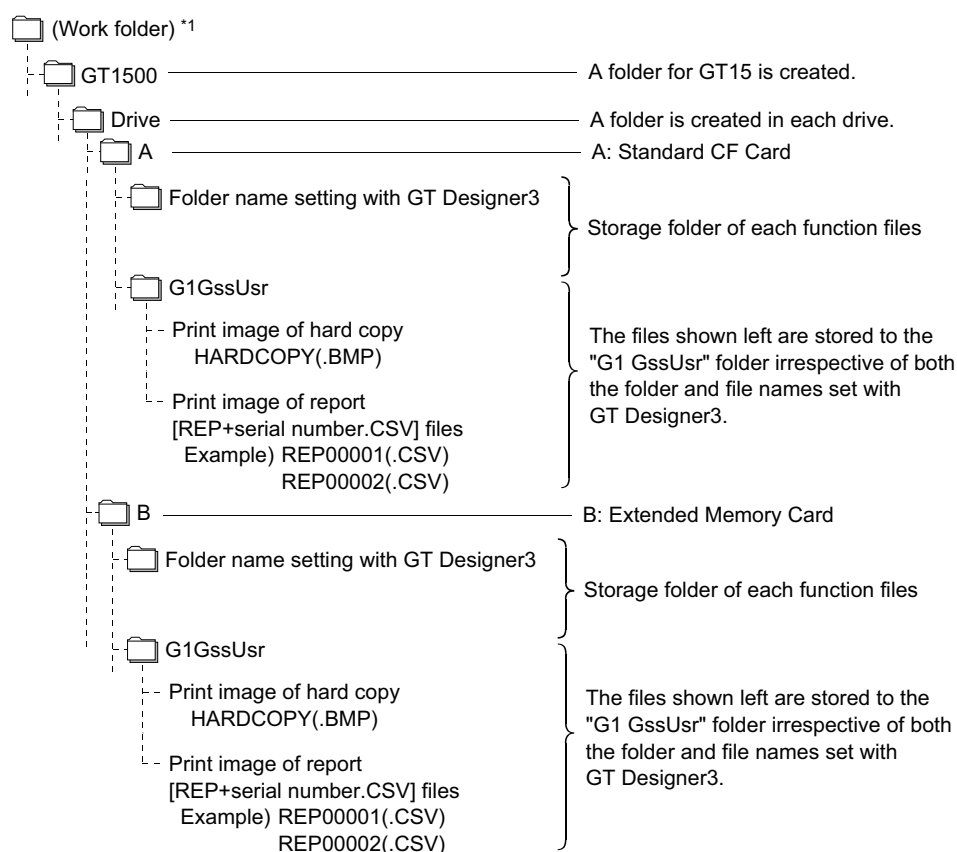 (Work folder) *1
GT1500 A folder for GT15 is created.
Drive A folder is created in each drive.
A A: Standard CF Card
Folder name setting with GT Designer3
Storage folder of each function files
G1GssUsr
Print image of hard copy
HARDCOPY(.BMP)
Print image of report
[REP+serial number.CSV] files
Example) REP00001(.CSV)
REP00002(.CSV)
The files shown left are stored to the
"G1 GssUsr" folder irrespective of both
the folder and file names set with
GT Designer3.
B B: Extended Memory Card
Folder name setting with GT Designer3
Storage folder of each function files
G1GssUsr
Print image of hard copy
HARDCOPY(.BMP)
Print image of report
[REP+serial number.CSV] files
Example) REP00001(.CSV)
REP00002(.CSV)
The files shown left are stored to the
"G1 GssUsr" folder irrespective of both
the folder and file names set with
GT Designer3.